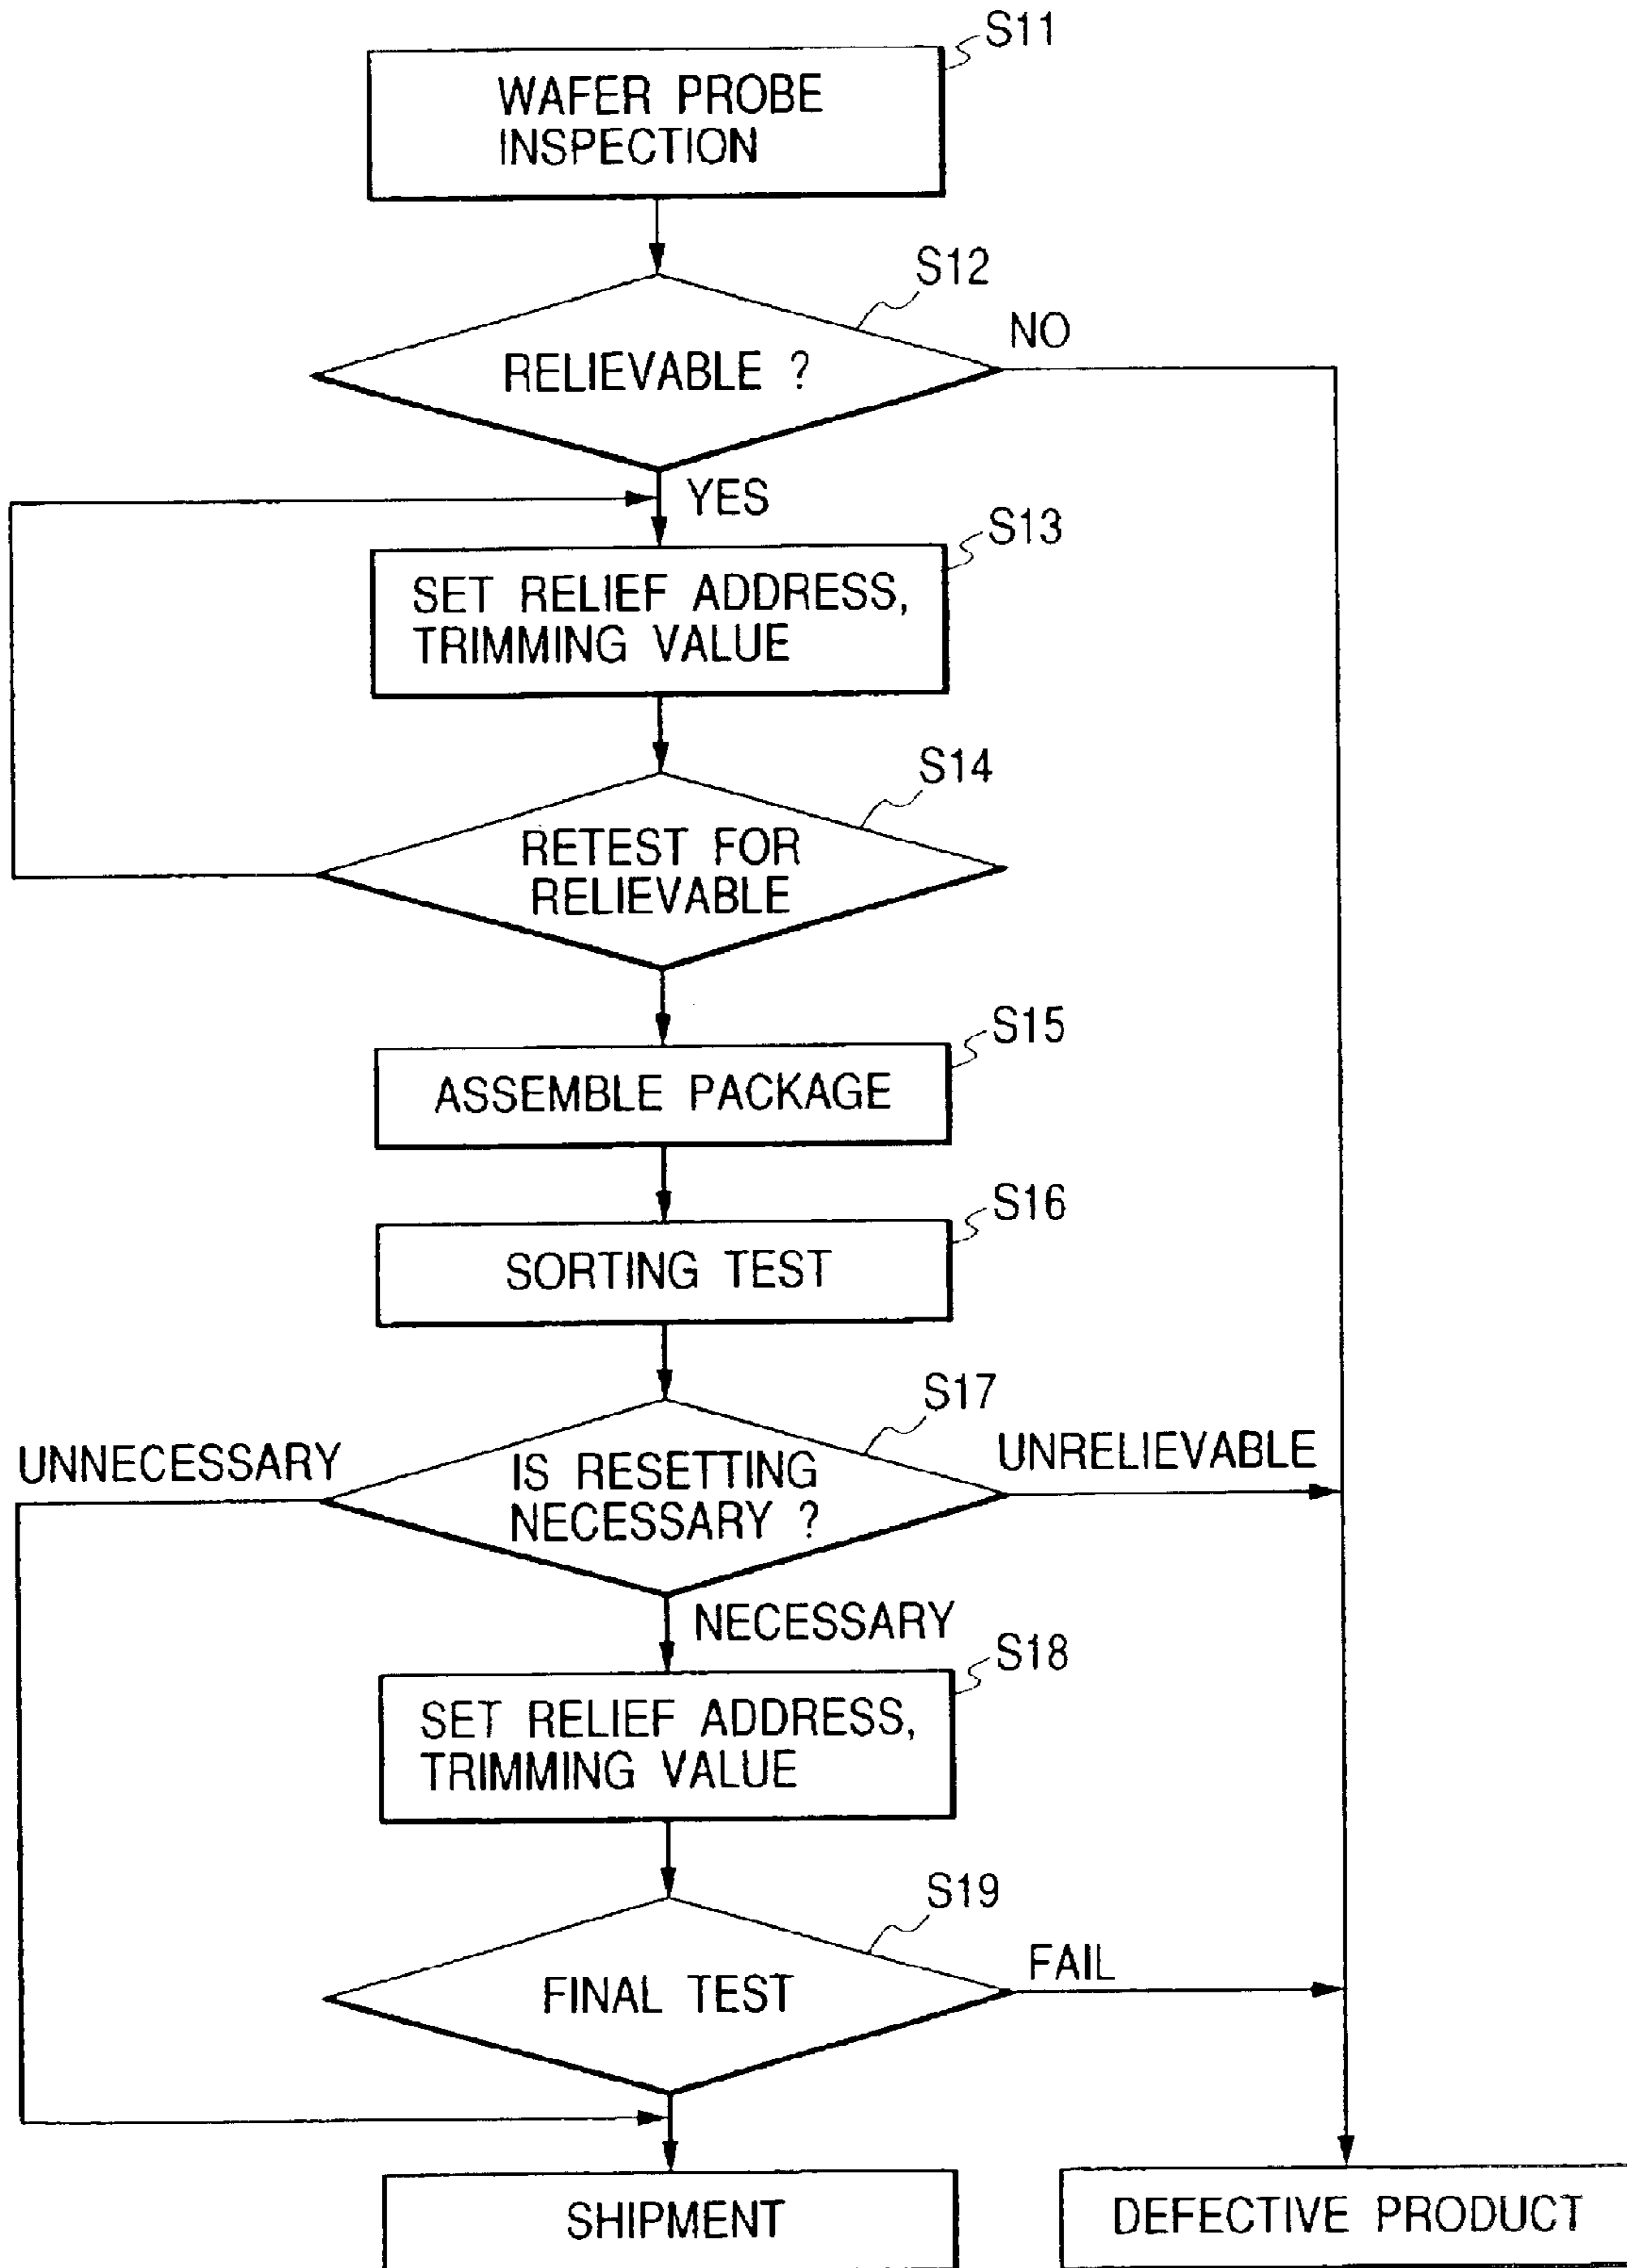 S11
WAFER PROBE
INSPECTION
S12
RELIEVABLE ?
NO
YES
S13
SET RELIEF ADDRESS,
TRIMMING VALUE
S14
RETEST FOR
RELIEVABLE
S15
ASSEMBLE PACKAGE
S16
SORTING TEST
S17
UNNECESSARY
IS RESETTING
NECESSARY ?
UNRELIEVABLE
NECESSARY
S18
SET RELIEF ADDRESS,
TRIMMING VALUE
S19
FINAL TEST
FAIL
SHIPMENT
DEFECTIVE PRODUCT